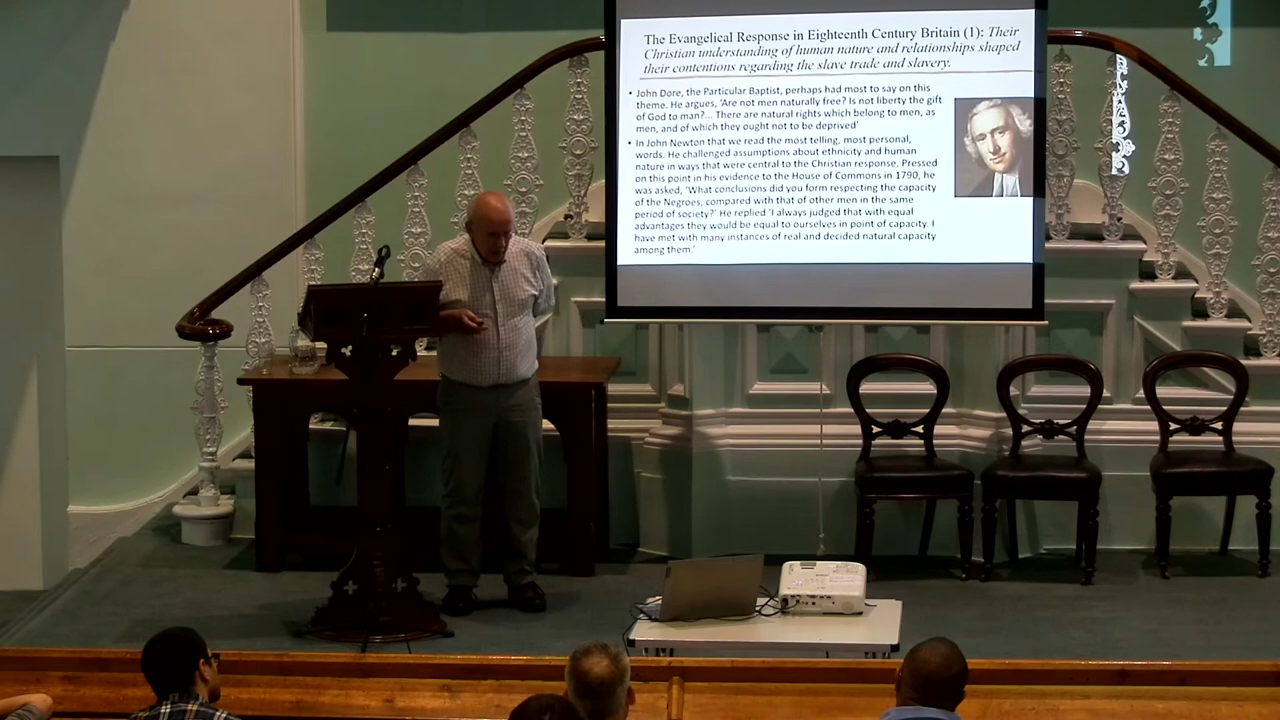 The Evangelical Response in Eighteenth Century Britain (1): Their
Christian understanding of human nature and relationships shaped
their contentions regarding the slave trade and slavery.
• John Dore, the Particular Baptist, perhaps had most to say on this
theme. He argues, 'Are not men naturally free? Is not liberty the gift
of God to man?... There are natural rights which belong to men, as
men, and of which they ought not to be deprived'
• In John Newton that we read the most telling, most personal,
words. He challenged assumptions about ethnicity and human
nature in ways that were central to the Christian response. Pressed
on this point in his evidence to the House of Commons in 1790, he
was asked, 'What conclusions did you form respecting the capacity
of the Negroes, compared with that of other men in the same
period of society?' He replied 'I always judged that with equal
advantages they would be equal to ourselves in point of capacity. I
have met with many instances of real and decided natural capacity
among them.'